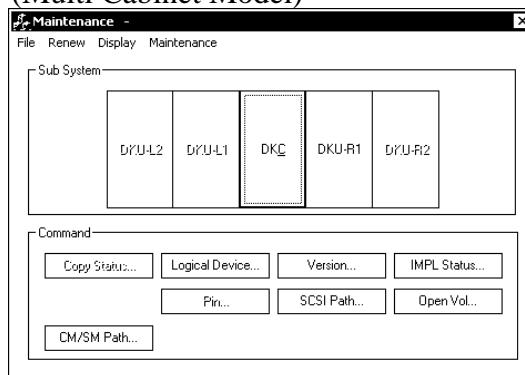 (Multi Cabinet Model)
Maintenance -
File Renew Display Maintenance
Sub System
DKU-L2 DKU-L1 DKC DKU-R1 DKU-R2
Command
Copy Status... Logical Device... Version... IMPL Status...
Pin... SCSI Path... Open Vol...
CM/SM Path...